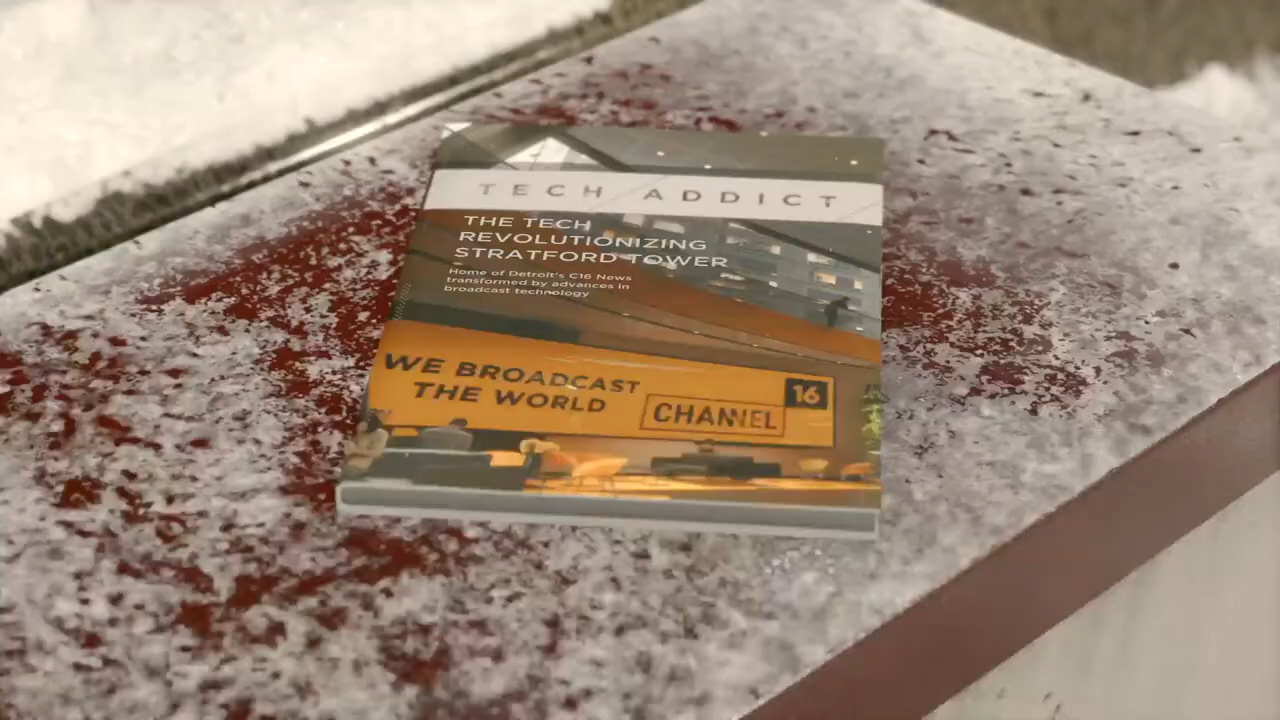 TECH ADDICT
THE TECH
REVOLUTIONIZING
STRATFORD TOWER
Home of Detroit's C16 News
transformed by advances in
broadcast technology
WE BROADCAST
THE WORLD
CHANNEL
16